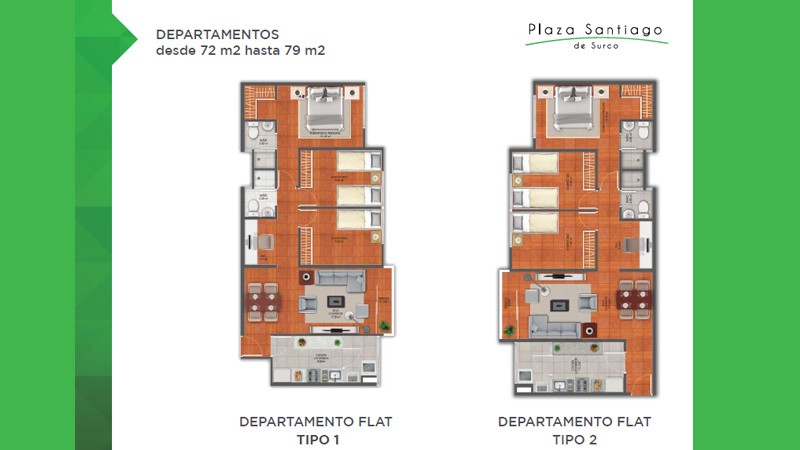 DEPARTAMENTOS
desde 72 m2 hasta 79 m2
Plaza Santiago
de Surco
DEPARTAMENTO FLAT
TIPO 1
DEPARTAMENTO FLAT
TIPO 2